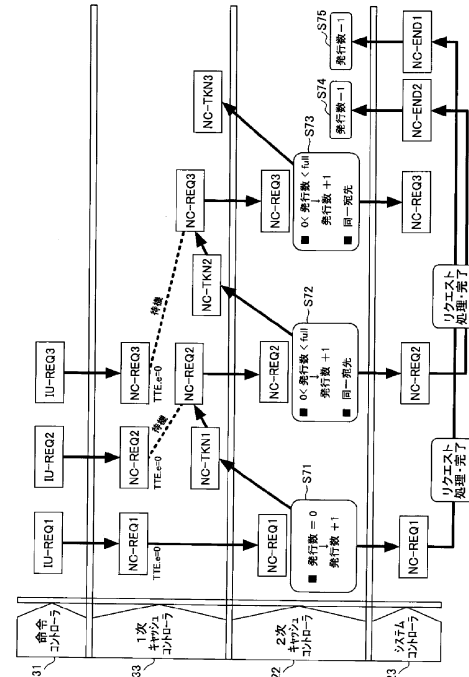 31
命令
コントローラ
IU-REQ1
IU-REQ2
IU-REQ3
33
1次
キャッシュ
コントローラ
NC-REQ1
TTE.e=0
NC-REQ2
TTE.e=0
待機
NC-REQ3
TTE.e=0
待機
NC-TKN1
NC-REQ2
NC-TKN2
NC-REQ3
NC-TKN3
22
2次
キャッシュ
コントローラ
NC-REQ1
S71
■ 発行数 = 0
↓
発行数 +1
NC-REQ2
S72
■ 0< 発行数 < full
↓
発行数 +1
■ 同一宛先
NC-REQ3
S73
■ 0< 発行数 < full
↓
発行数 +1
■ 同一宛先
S74
発行数-1
S75
発行数-1
23
システム
コントローラ
NC-REQ1
リクエスト
処理・完了
NC-REQ2
リクエスト
処理・完了
NC-REQ3
NC-END2
NC-END1